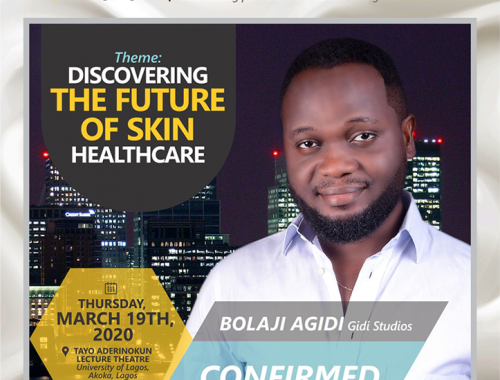 Theme:
DISCOVERING
THE FUTURE
OF SKIN
HEALTHCARE
THURSDAY,
MARCH 19TH,
2020
TAYO ADERINOKUN
LECTURE THEATRE
University of Lagos,
Akoka, Lagos
BOLAJI AGIDI Gidi Studios
CONFIRMED